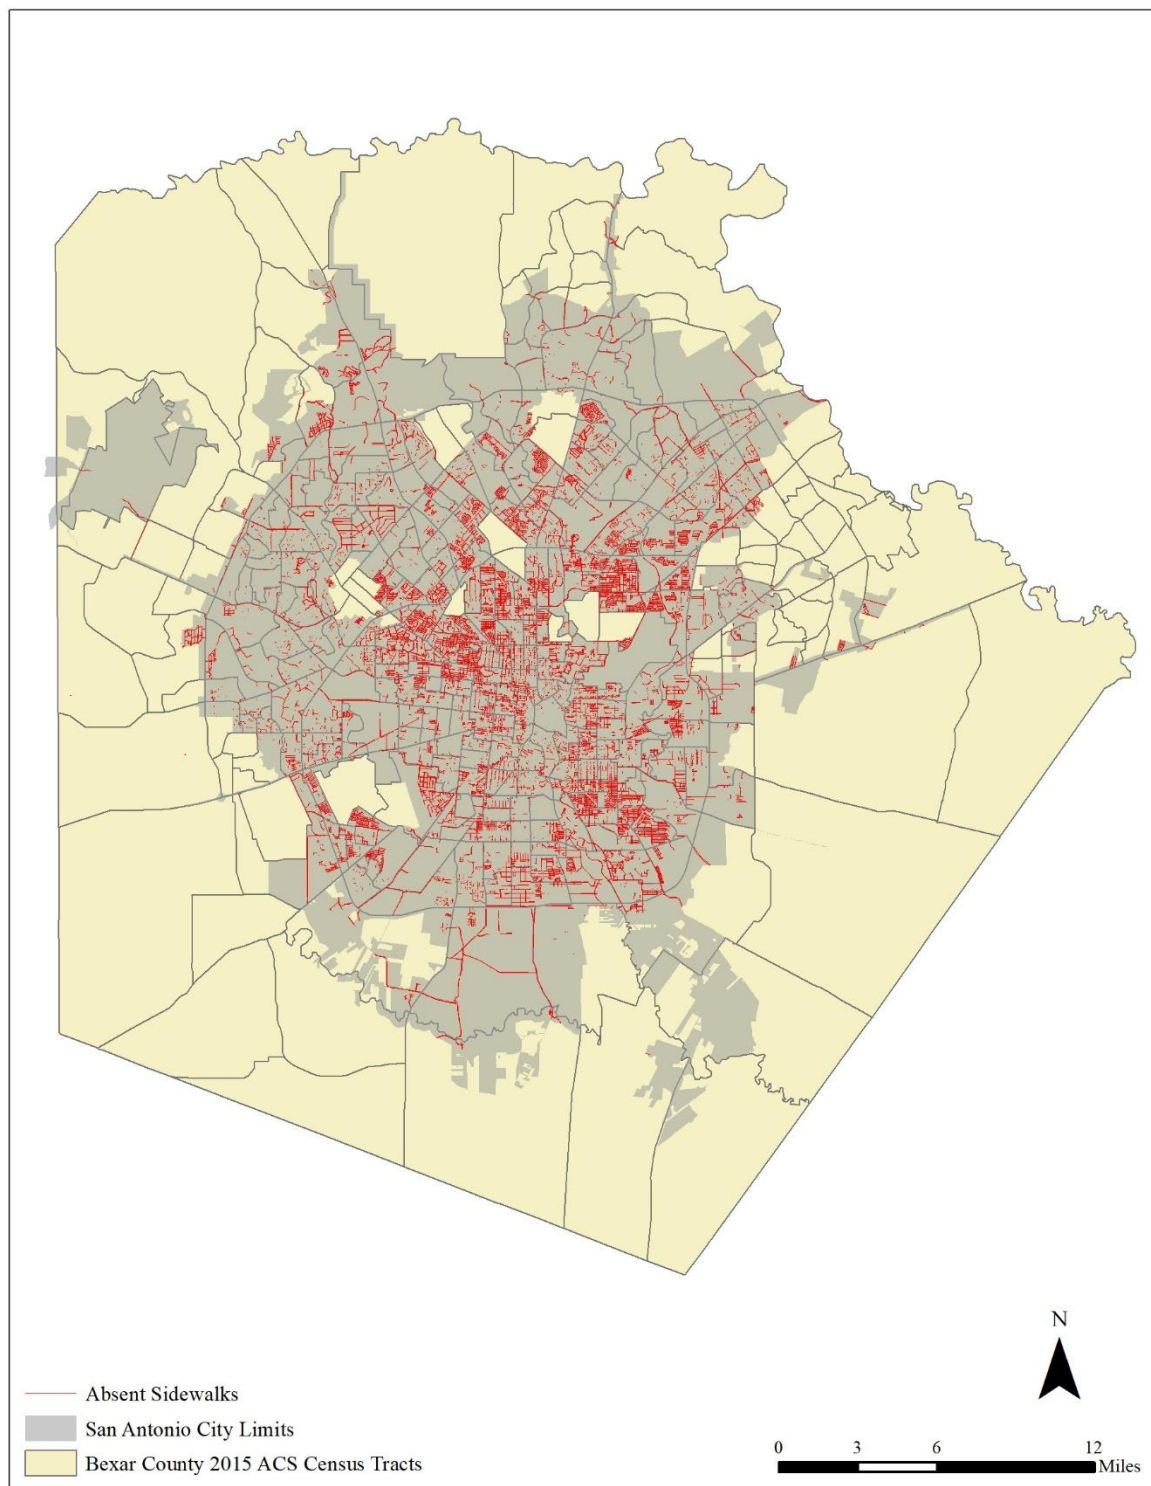 N
Absent Sidewalks
San Antonio City Limits
Bexar County 2015 ACS Census Tracts
0 3 6 12
Miles